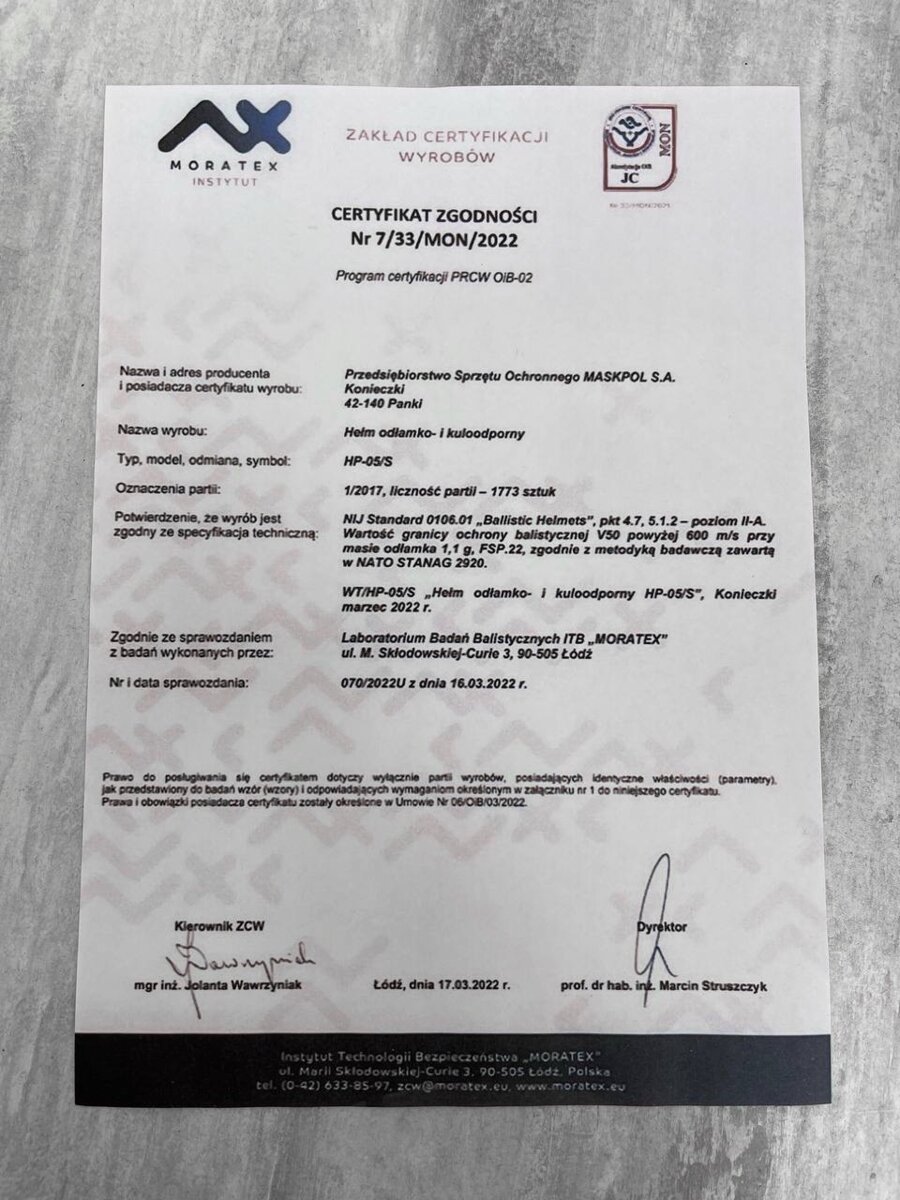 MORATEX
INSTYTUT
ZAKŁAD CERTYFIKACJI
WYROBÓW
MON
JC
CERTYFIKAT ZGODNOŚCI
Nr 7/33/MON/2022
Program certyfikacji PRCW OiB-02
Nazwa i adres producenta
i posiadacza certyfikatu wyrobu:
Przedsiębiorstwo Sprzętu Ochronnego MASKPOL S.A.
Konieczki
42-140 Panki
Nazwa wyrobu:
Hełm odłamko- i kuloodporny
Typ, model, odmiana, symbol:
HP-05/S
Oznaczenia partii:
1/2017, liczność partii – 1773 sztuk
Potwierdzenie, że wyrób jest
zgodny ze specyfikacja techniczną:
NIJ Standard 0106.01 „Ballistic Helmets”, pkt 4.7, 5.1.2 – poziom II-A.
Wartość granicy ochrony balistycznej V50 powyżej 600 m/s przy
masie odłamka 1,1 g, FSP.22, zgodnie z metodyką badawczą zawartą
w NATO STANAG 2920.
WT/HP-05/S „Hełm odłamko- i kuloodporny HP-05/S”, Konieczki
marzec 2022 r.
Zgodnie ze sprawozdaniem
z badań wykonanych przez:
Laboratorium Badań Balistycznych ITB „MORATEX”
ul. M. Skłodowskiej-Curie 3, 90-505 Łódź
Nr i data sprawozdania:
070/2022U z dnia 16.03.2022 r.
Prawo do posługiwania się certyfikatem dotyczy wyłącznie partii wyrobów, posiadających identyczne właściwości (parametry),
jak przedstawiony do badań wzór (wzory) i odpowiadających wymaganiom określonym w załączniku nr 1 do niniejszego certyfikatu.
Prawa i obowiązki posiadacza certyfikatu zostały określone w Umowie Nr 06/OiB/03/2022.
Kierownik ZCW
Dyrektor
mgr inż. Jolanta Wawrzyniak
Łódź, dnia 17.03.2022 r.
prof. dr hab. inż. Marcin Struszczyk
Instytut Technologii Bezpieczeństwa „MORATEX”
ul. Marii Skłodowskiej-Curie 3, 90-505 Łódź, Polska
tel. (0-42) 633-85-97, zcw@moratex.eu, www.moratex.eu